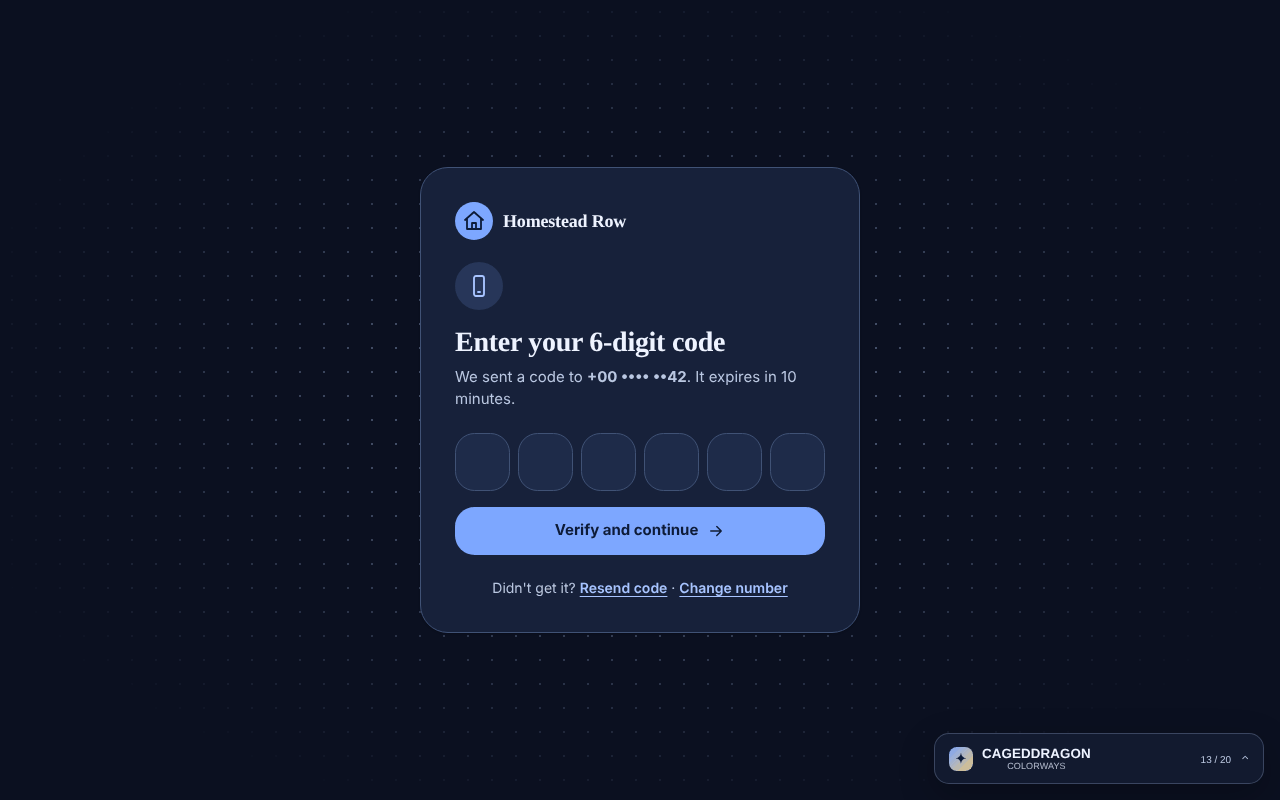 Homestead Row
Enter your 6-digit code
We sent a code to +00 •••• ••42. It expires in 10
minutes.
Verify and continue →
Didn't get it? Resend code · Change number
CAGEDDRAGON
COLORWAYS
13 / 20